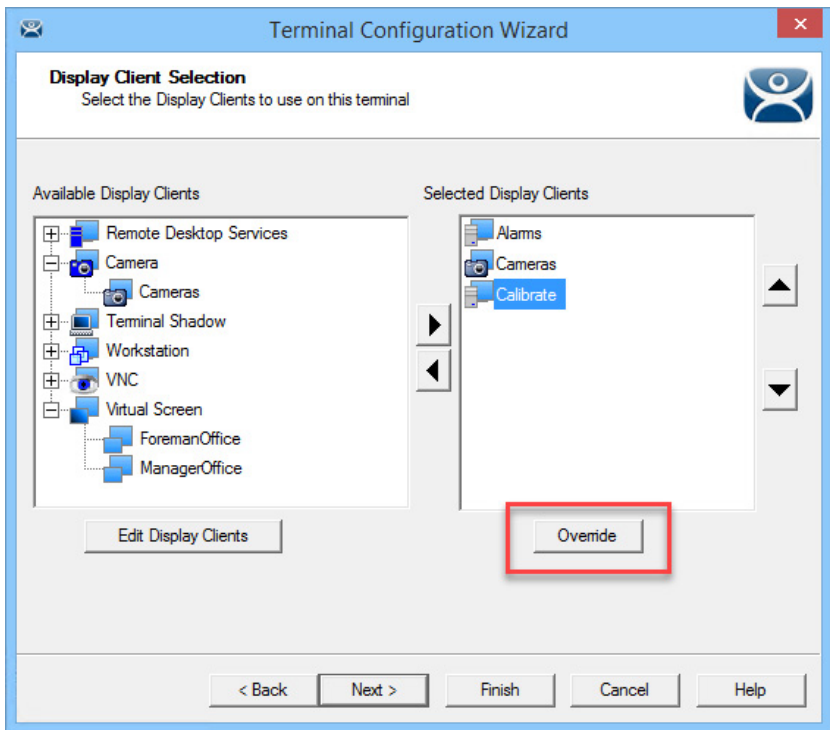 Terminal Configuration Wizard
Display Client Selection
Select the Display Clients to use on this terminal
Available Display Clients
Remote Desktop Services
Camera
Cameras
Terminal Shadow
Workstation
VNC
Virtual Screen
ForemanOffice
ManagerOffice
Edit Display Clients
Selected Display Clients
Alarms
Cameras
Calibrate
Override
< Back
Next >
Finish
Cancel
Help